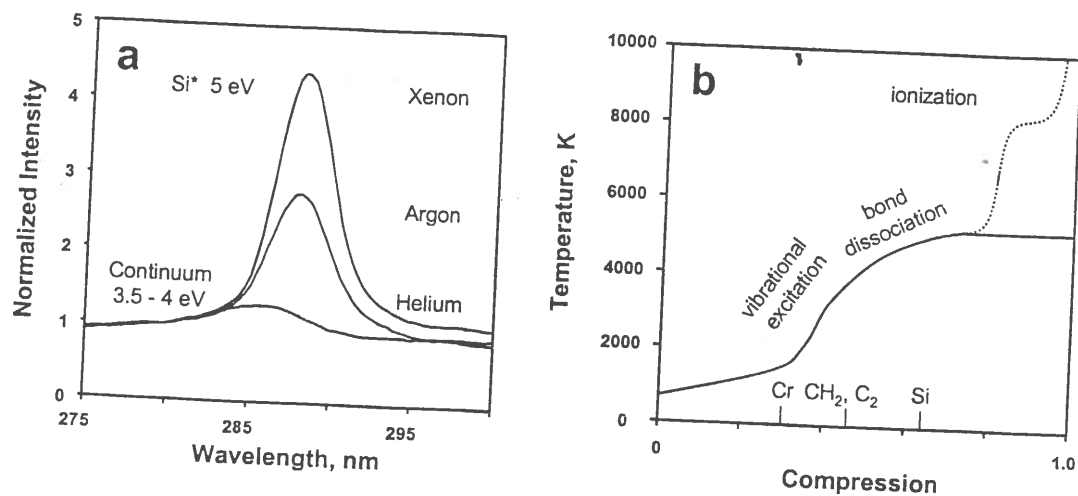 a
Si* 5 eV
Xenon
Argon
Helium
Continuum
3.5 - 4 eV
Normalized Intensity
5
4
3
2
1
0
275
285
295
Wavelength, nm
b
ionization
bond
dissociation
vibrational
excitation
Cr CH₂, C₂ Si
Temperature, K
10000
8000
6000
4000
2000
0
0
1.0
Compression